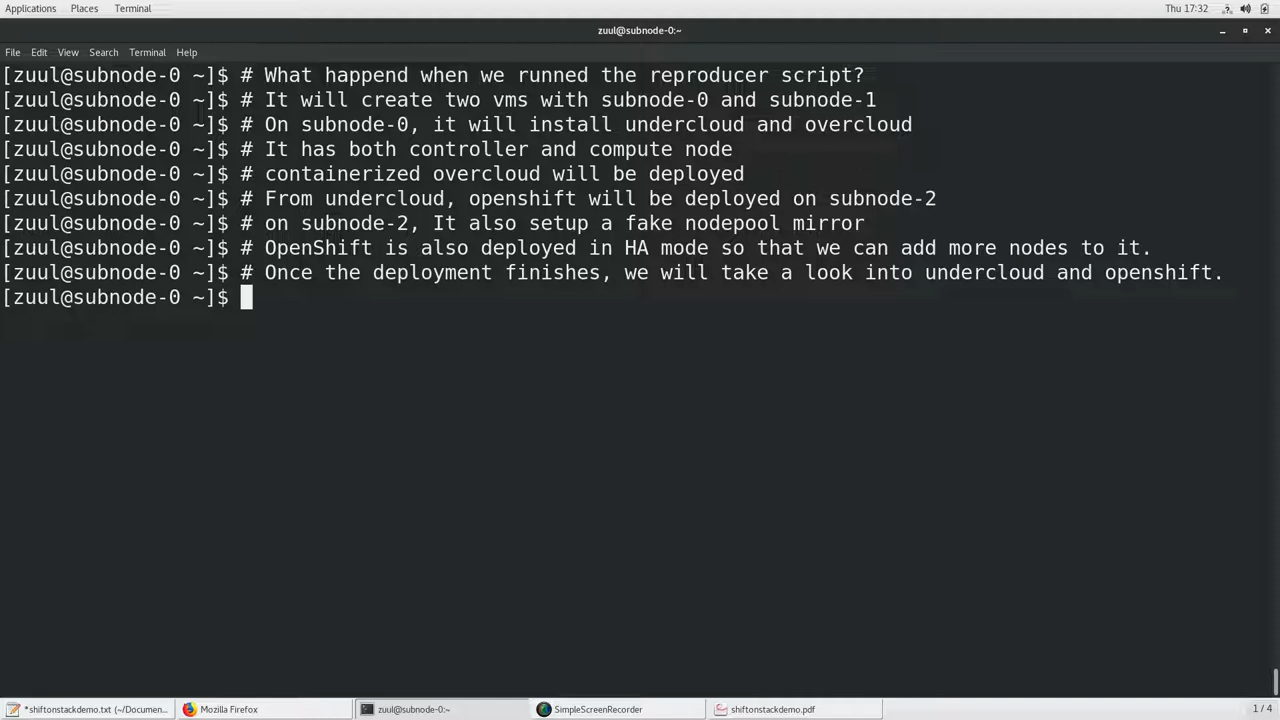 Applications Places Terminal Thu 17:32
zuul@subnode-0:~
File Edit View Search Terminal Help
[zuul@subnode-0 ~]$ # What happend when we runned the reproducer script?
[zuul@subnode-0 ~]$ # It will create two vms with subnode-0 and subnode-1
[zuul@subnode-0 ~]$ # On subnode-0, it will install undercloud and overcloud
[zuul@subnode-0 ~]$ # It has both controller and compute node
[zuul@subnode-0 ~]$ # containerized overcloud will be deployed
[zuul@subnode-0 ~]$ # From undercloud, openshift will be deployed on subnode-2
[zuul@subnode-0 ~]$ # on subnode-2, It also setup a fake nodepool mirror
[zuul@subnode-0 ~]$ # OpenShift is also deployed in HA mode so that we can add more nodes to it.
[zuul@subnode-0 ~]$ # Once the deployment finishes, we will take a look into undercloud and openshift.
[zuul@subnode-0 ~]$
*shiftonstackdemo.txt (~/Documen... Mozilla Firefox zuul@subnode-0:~ SimpleScreenRecorder shiftonstackdemo.pdf 1 / 4